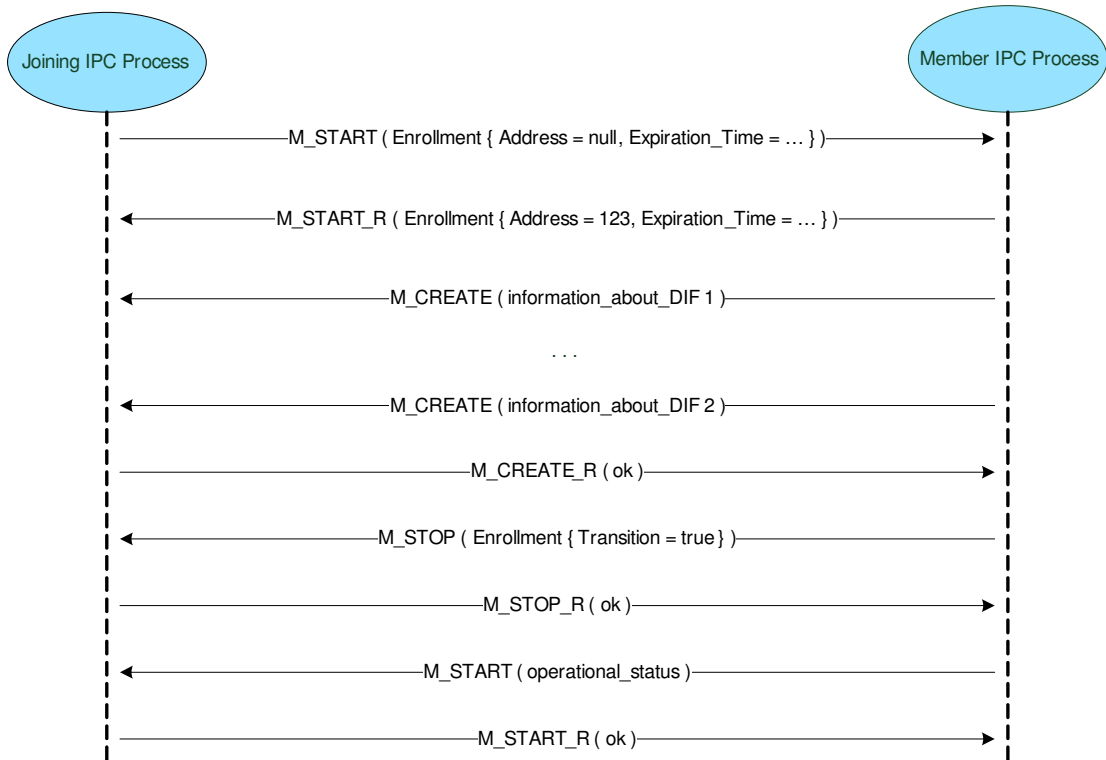 Joining IPC Process
Member IPC Process
M_START ( Enrollment { Address = null, Expiration_Time = … } )
M_START_R ( Enrollment { Address = 123, Expiration_Time = … } )
M_CREATE ( information_about_DIF 1 )
. . .
M_CREATE ( information_about_DIF 2 )
M_CREATE_R ( ok )
M_STOP ( Enrollment { Transition = true } )
M_STOP_R ( ok )
M_START ( operational_status )
M_START_R ( ok )